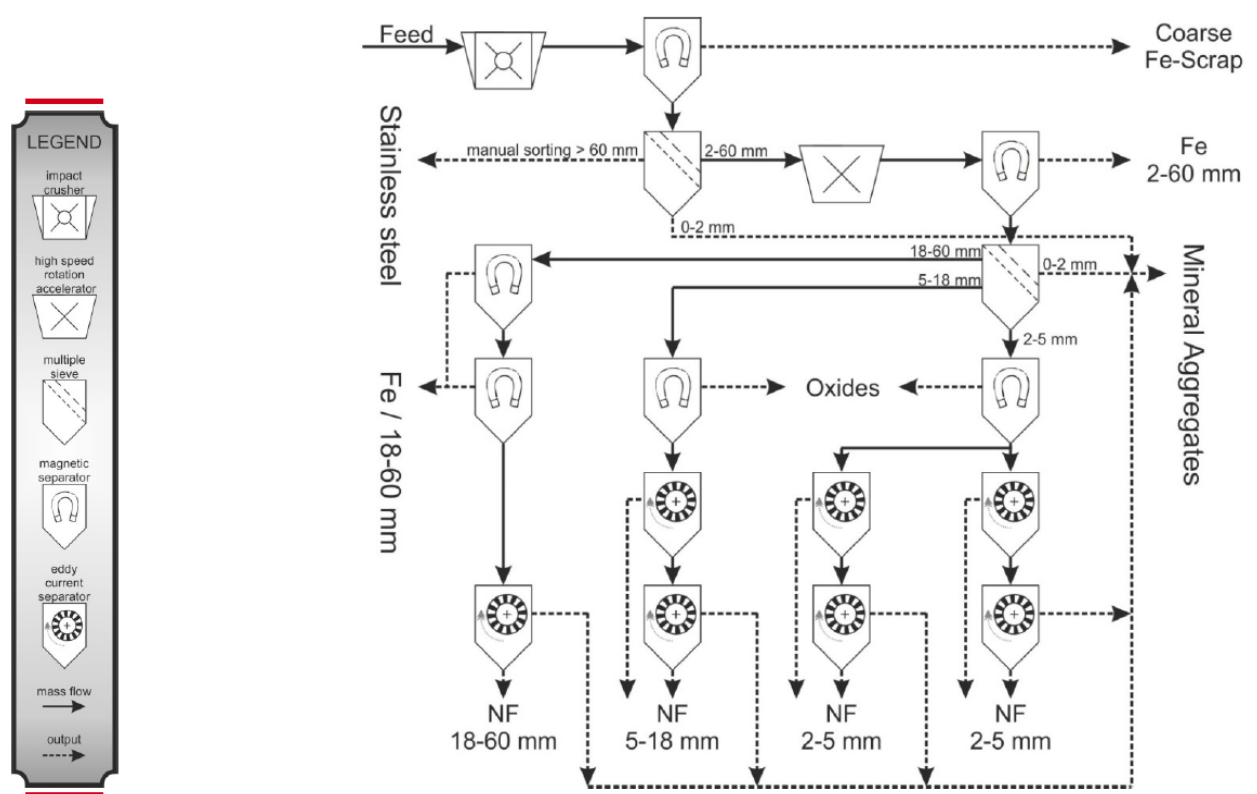 LEGEND
impact
crusher
high speed
rotation
accelerator
multiple
sieve
magnetic
separator
eddy
current
separator
mass flow
output
Feed
Coarse
Fe-Scrap
Stainless steel
manual sorting > 60 mm
2-60 mm
Fe
2-60 mm
0-2 mm
18-60 mm
0-2 mm
5-18 mm
2-5 mm
Mineral Aggregates
Fe / 18-60 mm
Oxides
NF
18-60 mm
NF
5-18 mm
NF
2-5 mm
NF
2-5 mm